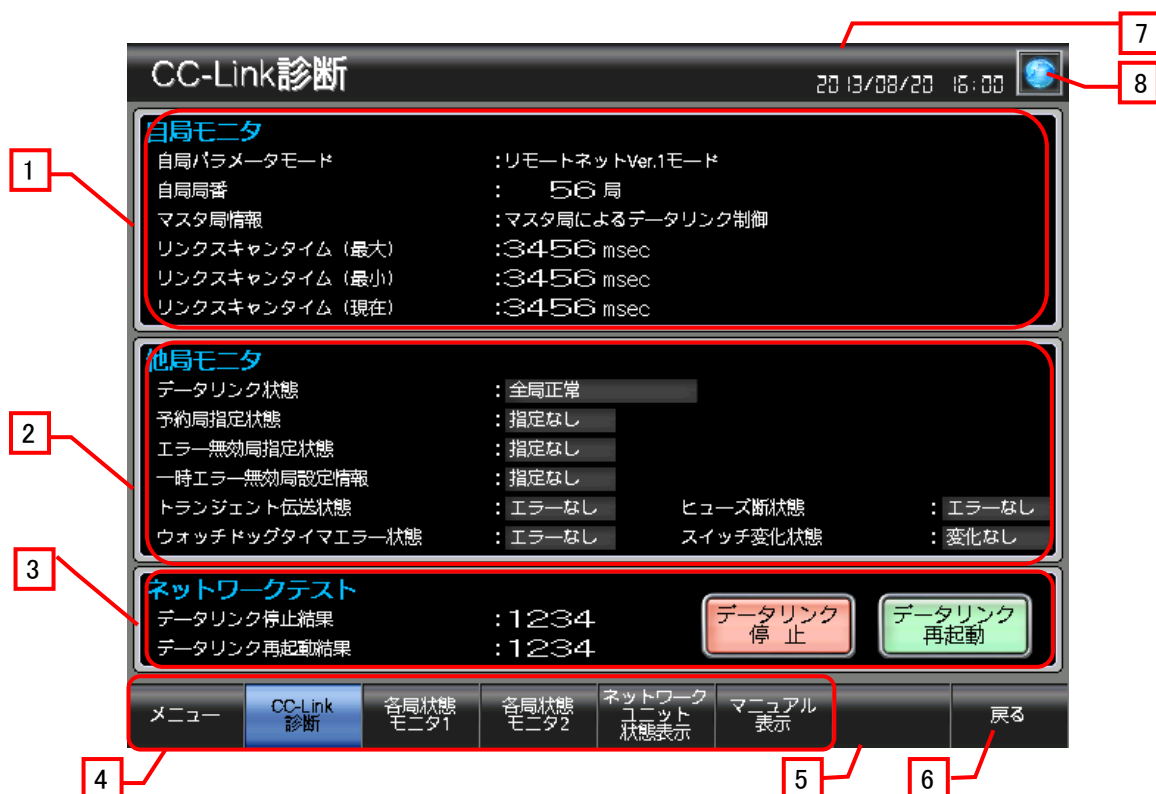 7
CC-Link診断
2013/08/20 16:00
8
自局モニタ
1
自局パラメータモード :リモートネットVer.1モード
自局局番 : 56 局
マスタ局情報 :マスタ局によるデータリンク制御
リンクスキャンタイム（最大） :3456 msec
リンクスキャンタイム（最小） :3456 msec
リンクスキャンタイム（現在） :3456 msec
他局モニタ
データリンク状態 :全局正常
2
予約局指定状態 :指定なし
エラー無効局指定状態 :指定なし
一時エラー無効局設定情報 :指定なし
トランジェント伝送状態 :エラーなし ヒューズ断状態 :エラーなし
ウォッチドッグタイマエラー状態 :エラーなし スイッチ変化状態 :変化なし
3
ネットワークテスト
データリンク停止結果 :1234
データリンク再起動結果 :1234
データリンク
停 止
データリンク
再起動
メニュー
CC-Link
診断
各局状態
モニタ1
各局状態
モニタ2
ネットワーク
ユニット
状態表示
マニュアル
表示
戻る
4
5
6